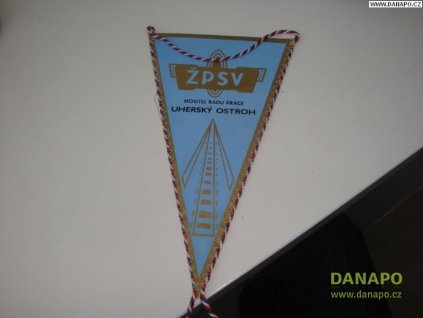 WWW.DANAPO.CZ
ŽPSV
NOSITEL ŘÁDU PRÁCE
UHERSKÝ OSTROH
DANAPO
www.danapo.cz